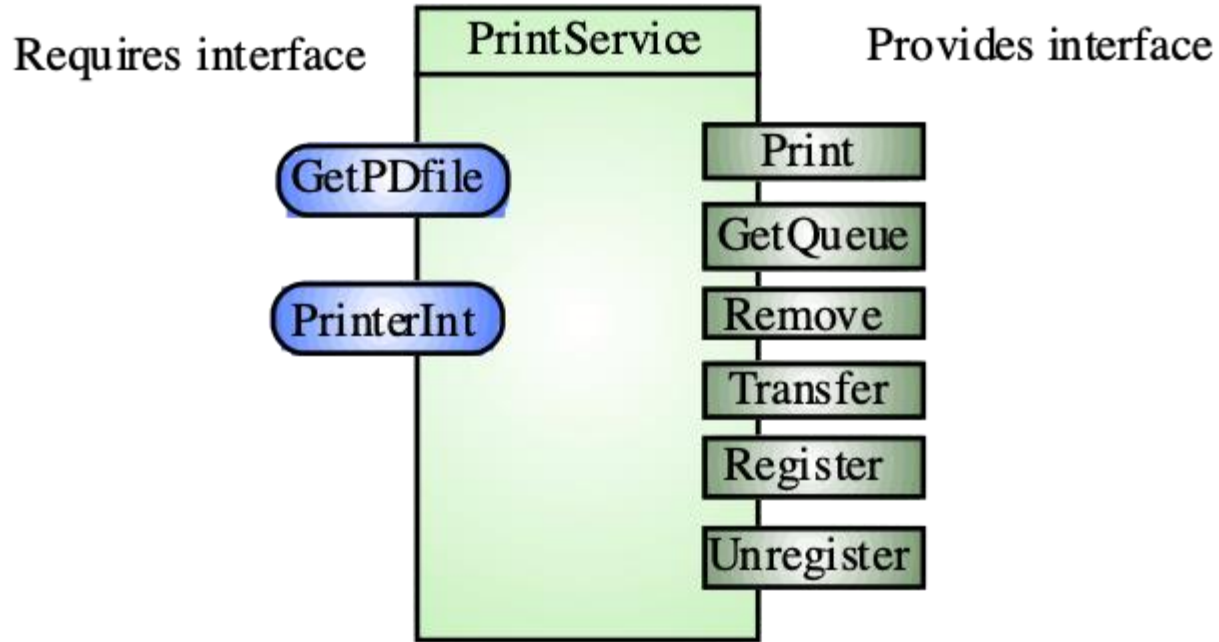 Requires interface
PrintService
Provides interface
GetPDfile
PrinterInt
Print
GetQueue
Remove
Transfer
Register
Unregister